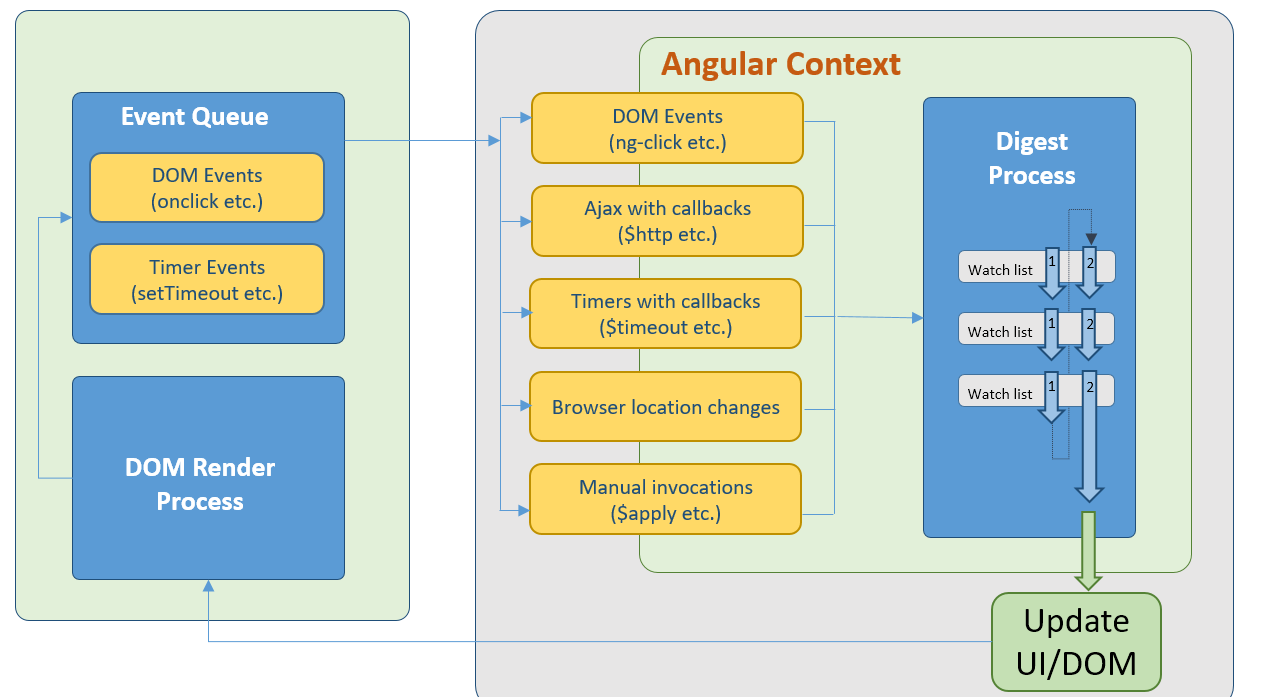 Event Queue
DOM Events
(onclick etc.)
Timer Events
(setTimeout etc.)
DOM Render
Process
Angular Context
DOM Events
(ng-click etc.)
Ajax with callbacks
($http etc.)
Timers with callbacks
($timeout etc.)
Browser location changes
Manual invocations
($apply etc.)
Digest
Process
Watch list 1 2
Watch list 1 2
Watch list 1 2
Update
UI/DOM